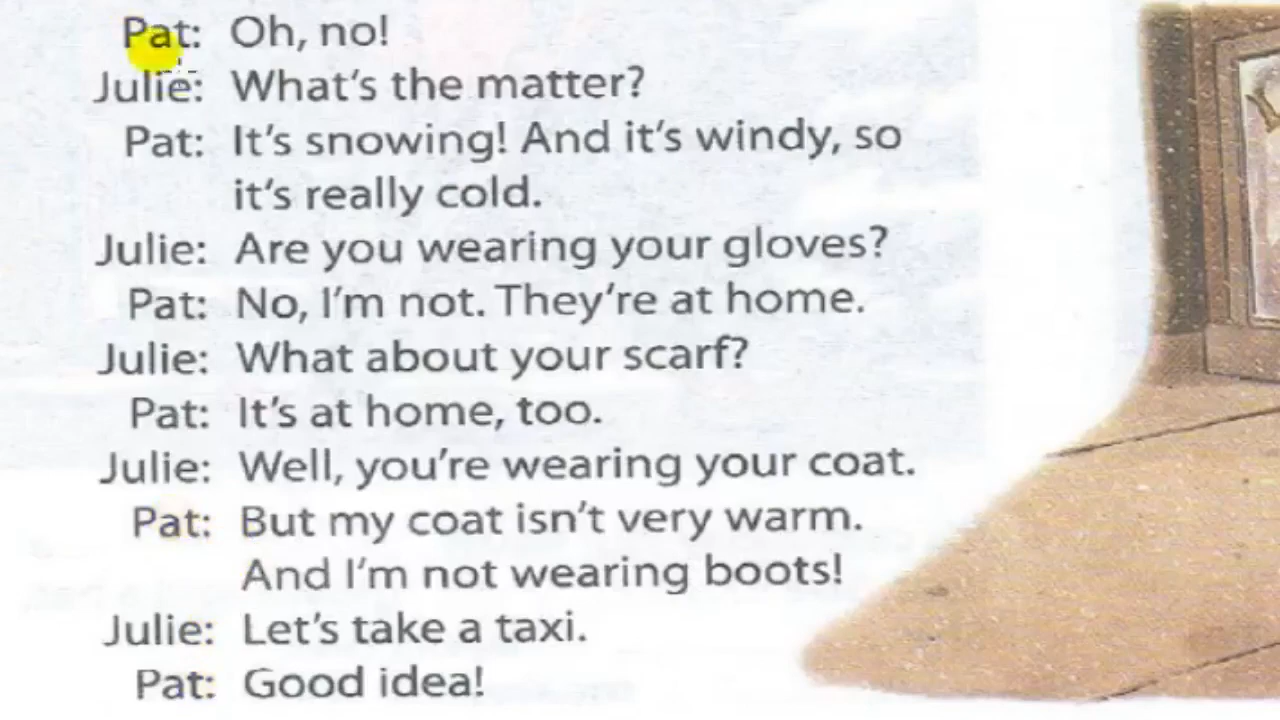 Pat: Oh, no!
Julie: What's the matter?
Pat: It's snowing! And it's windy, so
it's really cold.
Julie: Are you wearing your gloves?
Pat: No, I'm not. They're at home.
Julie: What about your scarf?
Pat: It's at home, too.
Julie: Well, you're wearing your coat.
Pat: But my coat isn't very warm.
And I'm not wearing boots!
Julie: Let's take a taxi.
Pat: Good idea!